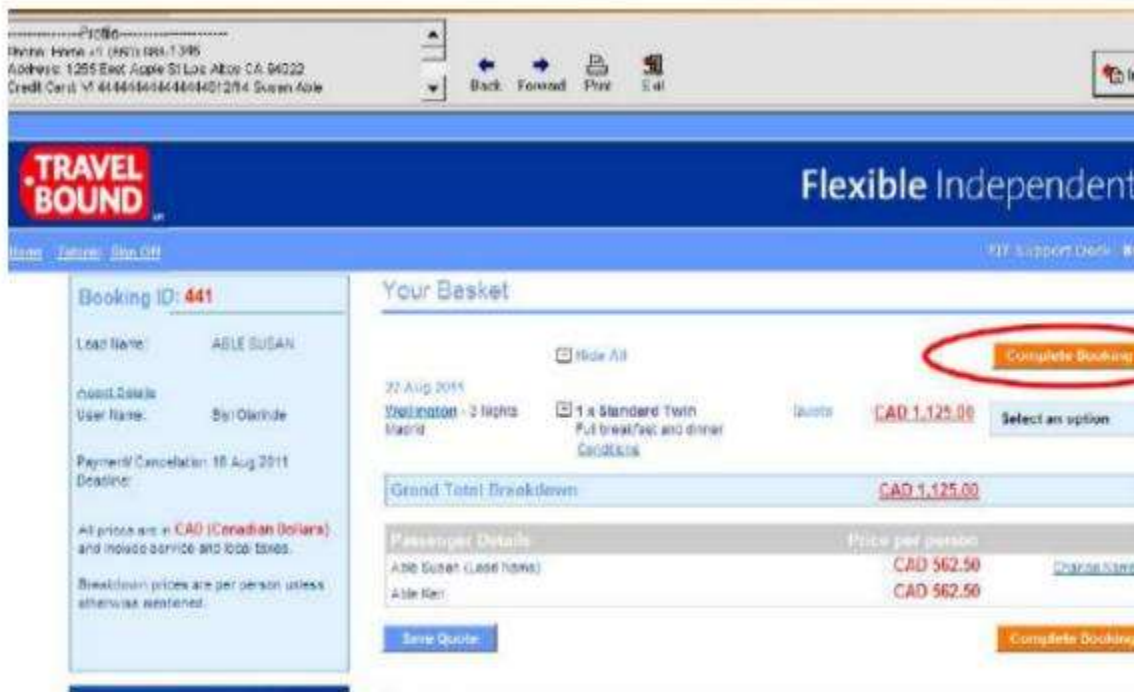 Profile
Address: 1255 East Apple St Los Altos CA 94022
Susan Able
Back Forward Print Exit
TRAVEL
BOUND
Flexible Independent
Home Tutorial Sign Off
FIT Support Desk
Booking ID: 441
Lead Name: ABLE SUSAN
Agent Details
User Name:
Payment/ Cancellation 18 Aug 2011
Deadline:
All prices are in CAD (Canadian Dollars)
and include service and local taxes.
Breakdown prices are per person unless
otherwise mentioned.
Your Basket
Hide All
Complete Booking
22 Aug 2011
Wellington - 3 Nights
Madrid
1 x Standard Twin
Full breakfast and dinner
Conditions
Quote
CAD 1,125.00
Select an option
Grand Total Breakdown
CAD 1,125.00
Passenger Details
Price per person
Able Susan (Lead Name)
CAD 562.50
Change Name
Able Ken
CAD 562.50
Save Quote
Complete Booking